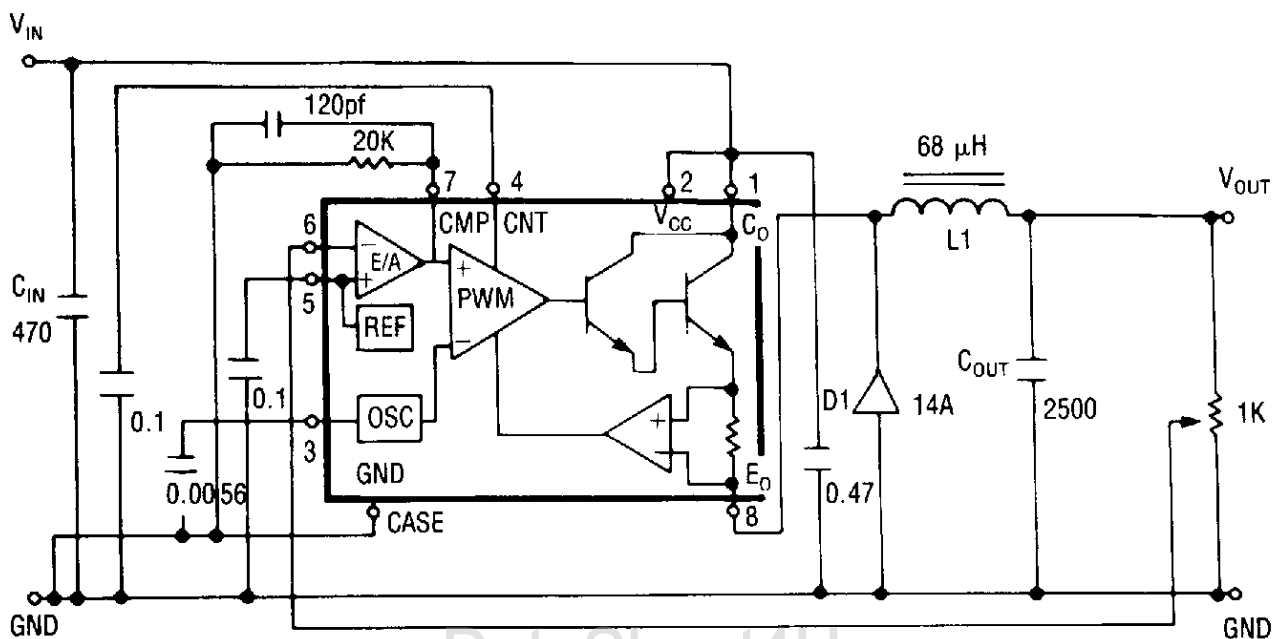 V_IN
120pf
20K
68 μH
V_OUT
7
4
2
1
6
CMP
CNT
V_CC
C_O
L1
E/A
5
C_IN
470
PWM
REF
C_OUT
D1
14A
2500
1K
0.1
0.1
OSC
3
GND
E_O
0.47
0.0056
CASE
8
GND
GND